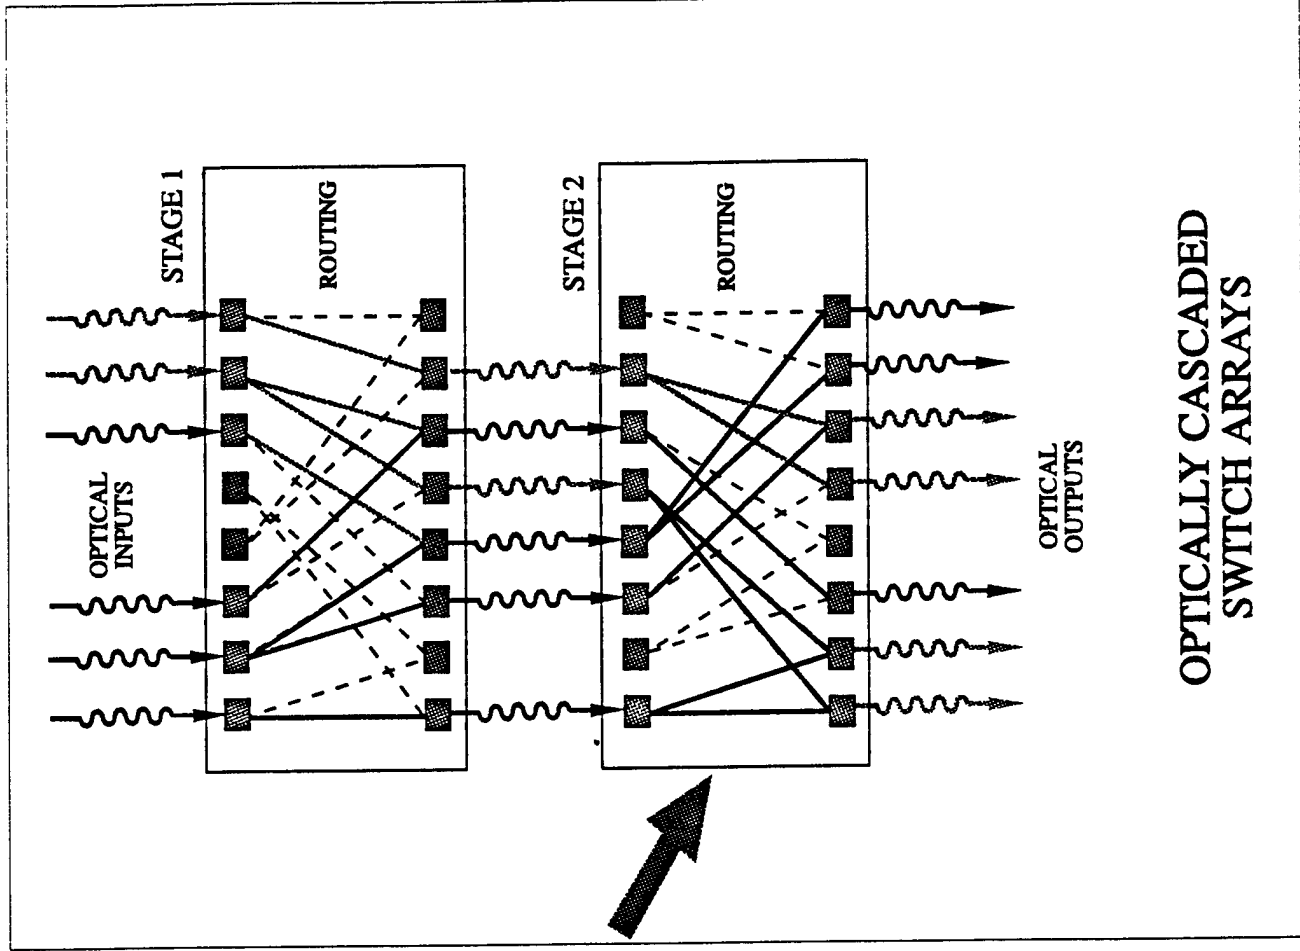 OPTICAL
INPUTS
STAGE 1
ROUTING
STAGE 2
ROUTING
OPTICAL
OUTPUTS
OPTICALLY CASCADED
SWITCH ARRAYS